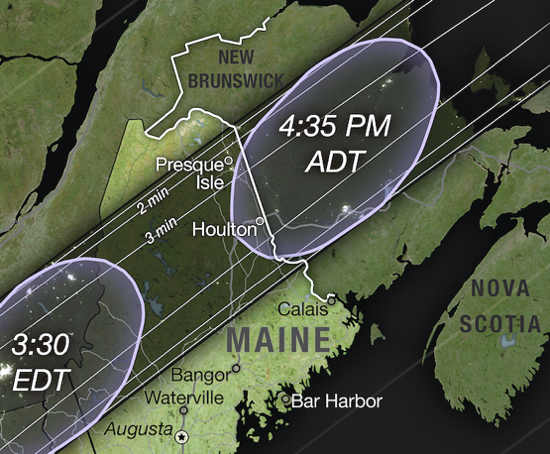 NEW
BRUNSWICK
4:35 PM
ADT
Presque
Isle
2-min
3-min
Houlton
NOVA
SCOTIA
Calais
MAINE
3:30
EDT
Bangor
Waterville
Bar Harbor
Augusta